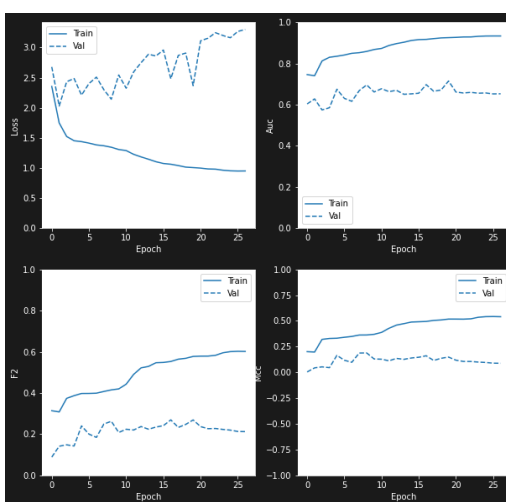 Train
Val
3.0
2.5
2.0
1.5
1.0
0.5
0.0
Loss
0 5 10 15 20 25
Epoch
1.0
0.8
0.6
0.4
0.2
0.0
Auc
Train
Val
0 5 10 15 20 25
Epoch
1.0
0.8
0.6
0.4
0.2
0.0
F2
Train
Val
0 5 10 15 20 25
Epoch
1.00
0.75
0.50
0.25
0.00
−0.25
−0.50
−0.75
−1.00
Mcc
Train
Val
0 5 10 15 20 25
Epoch